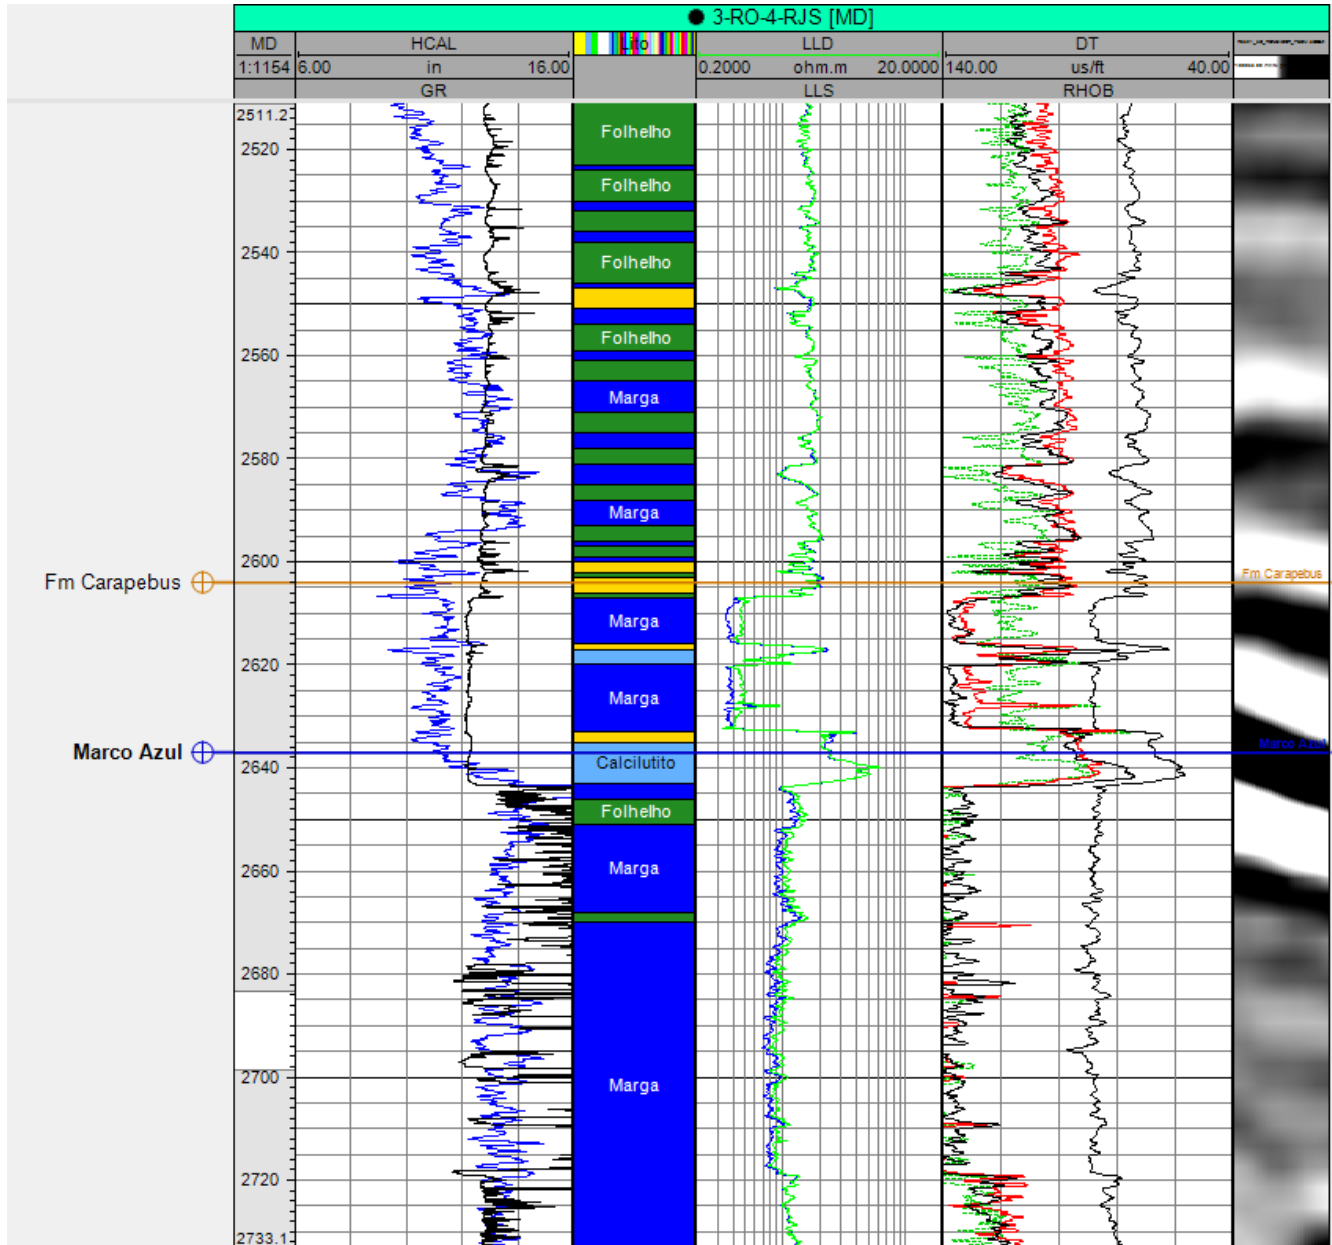 3-RO-4-RJS [MD]
MD HCAL Lito LLD DT
1:1154 6.00 in 16.00 0.2000 ohm.m 20.0000 140.00 us/ft 40.00
GR LLS RHOB
2511.2
Folhelho
2520
Folhelho
2540
Folhelho
Folhelho
2560
Marga
2580
Marga
2600
Fm Carapebus Fm Carapebus
Marga
2620
Marga
Marco Azul Marco Azul
Calcilutito
2640
Folhelho
2660
Marga
2680
2700
Marga
2720
2733.1